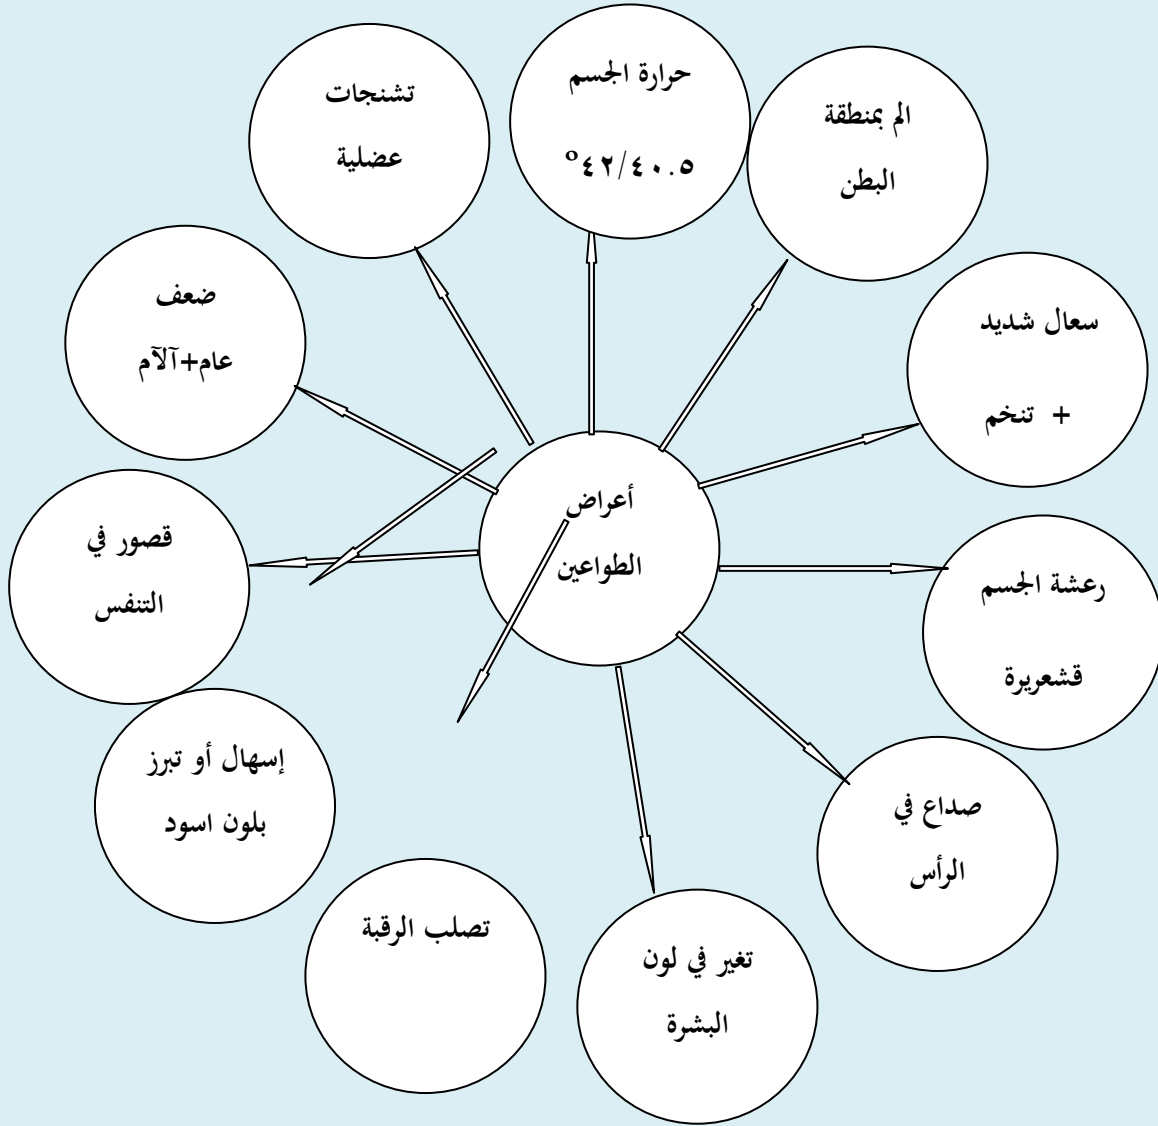 حرارة الجسم
٤٢/٤٠.٥°
الم بمنطقة
البطن
سعال شديد
+ تنخم
رعشة الجسم
قشعريرة
صداع في
الرأس
تغير في لون
البشرة
تصلب الرقبة
إسهال أو تبرز
بلون اسود
قصور في
التنفس
ضعف
عام+آلآم
تشنجات
عضلية
أعراض
الطواعين